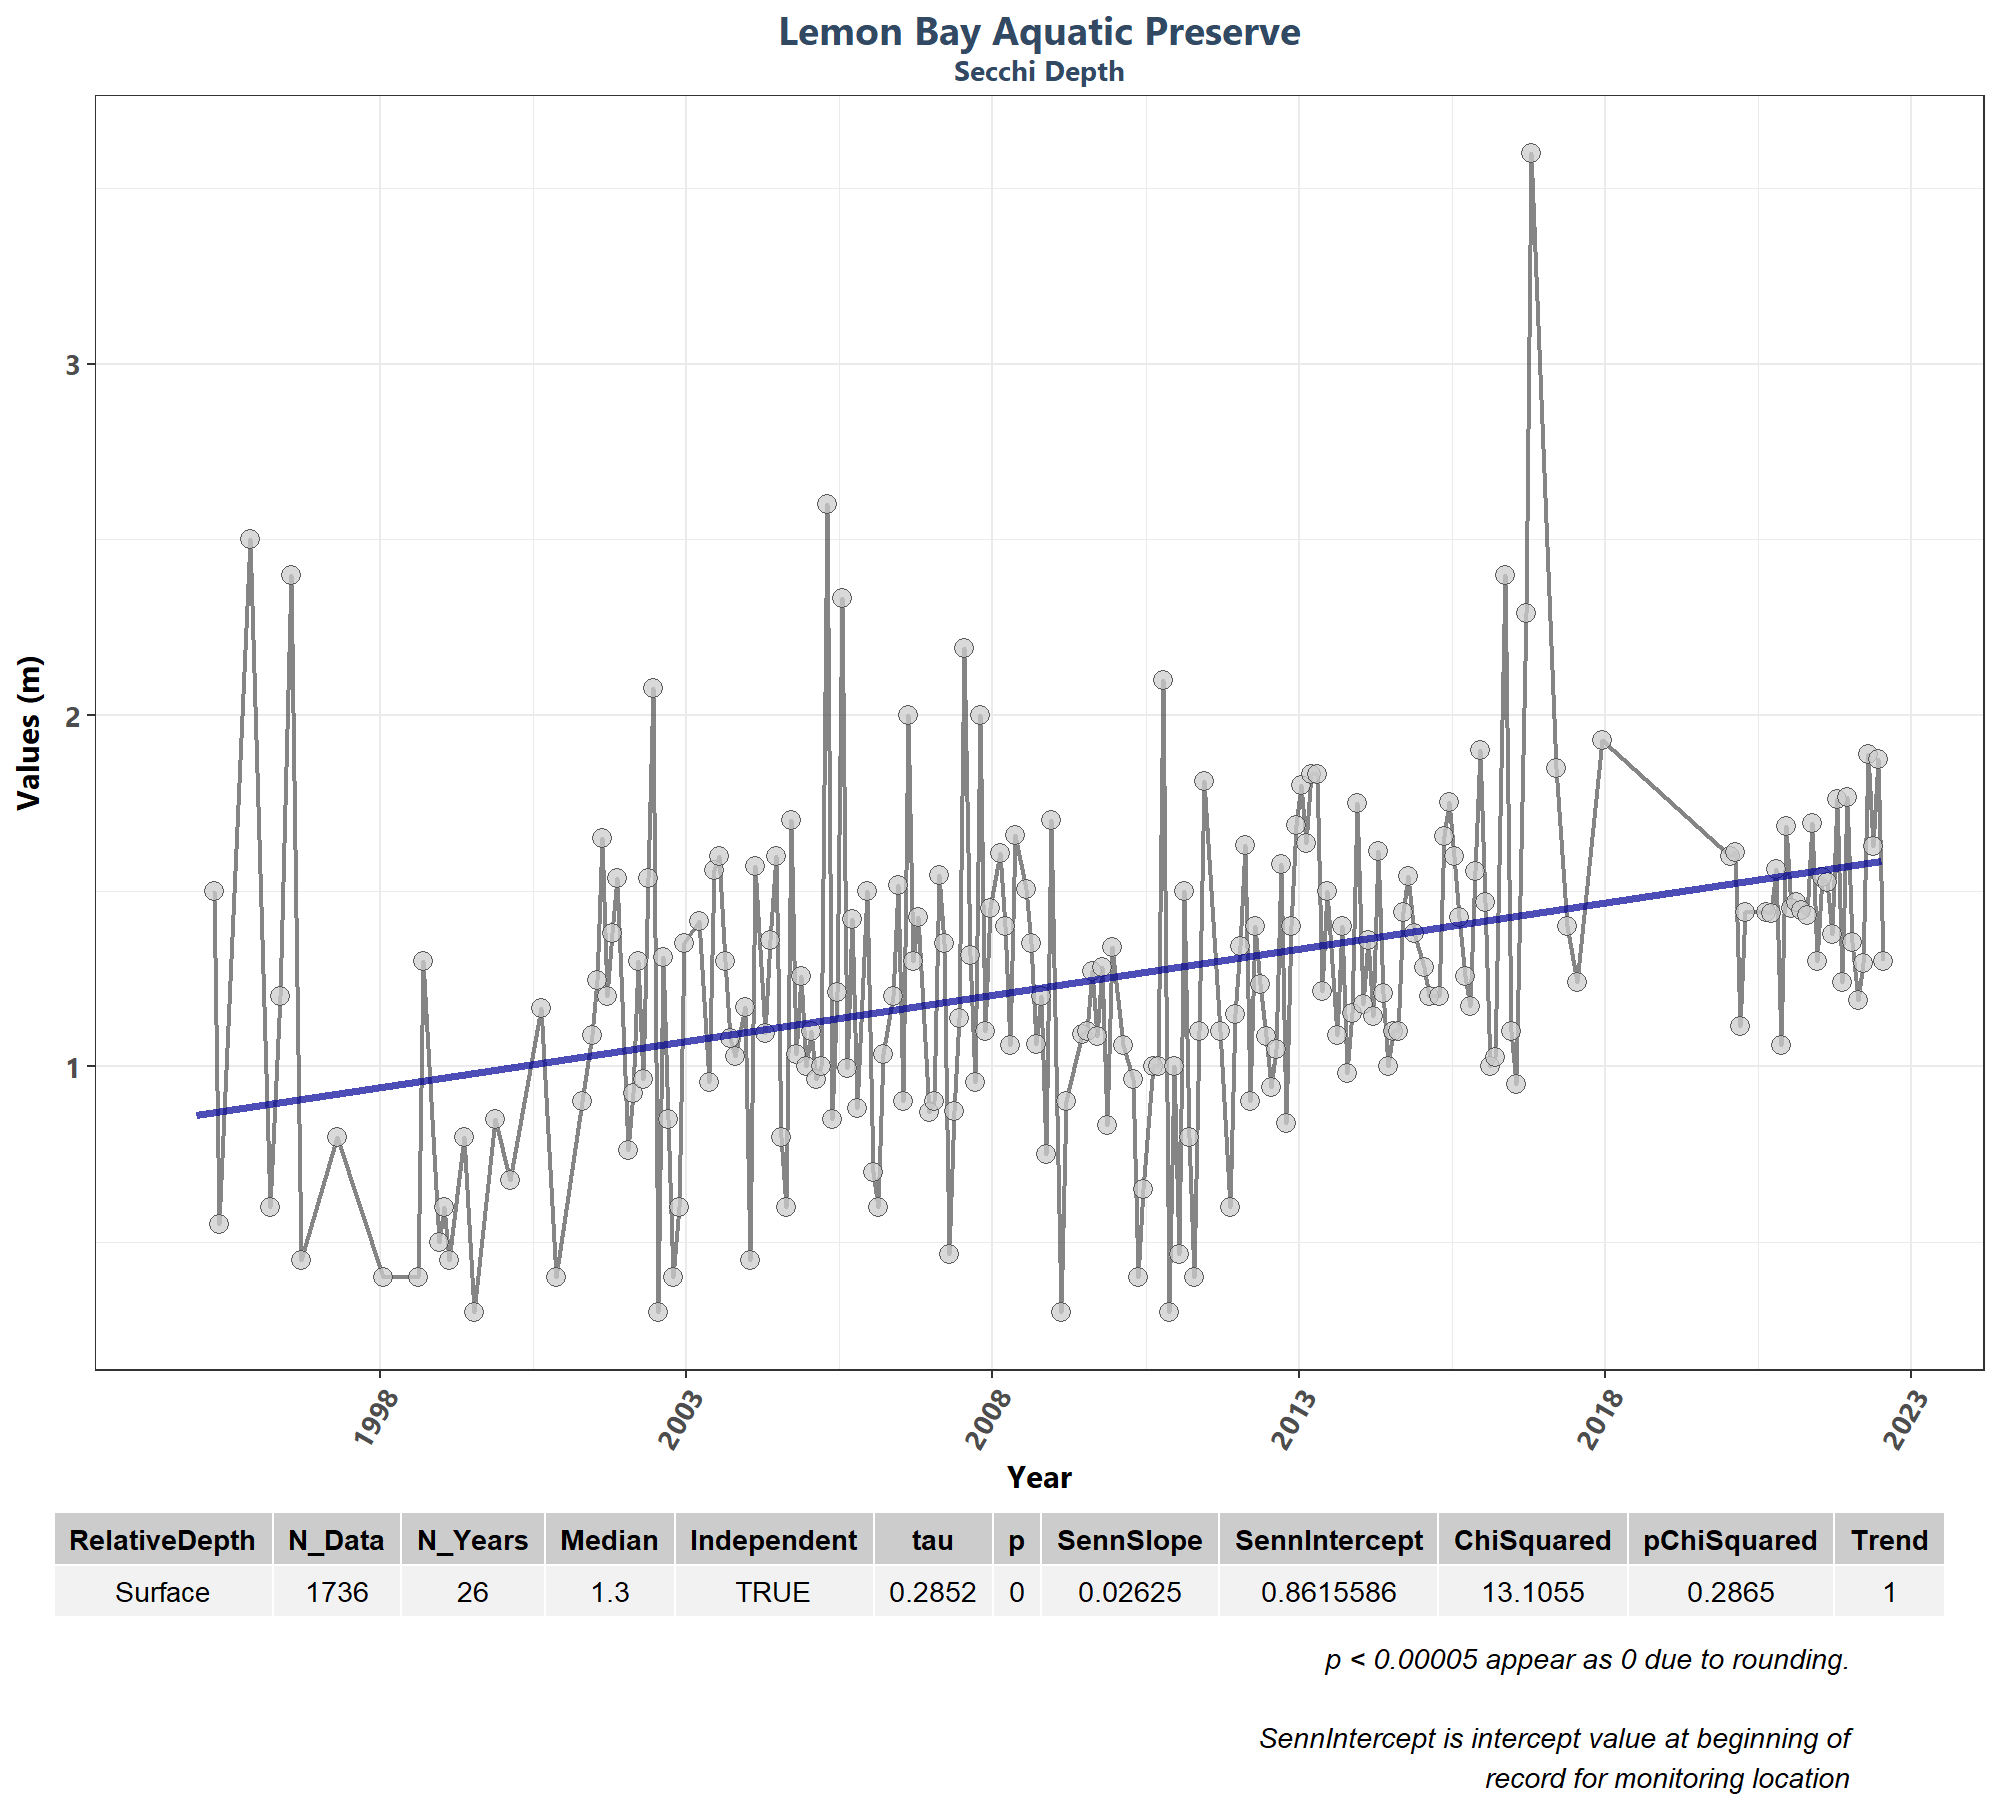 Lemon Bay Aquatic Preserve
Secchi Depth
Values (m)
3
2
1
1998 2003 2008 2013 2018 2023
Year
RelativeDepth N_Data N_Years Median Independent tau p SennSlope SennIntercept ChiSquared pChiSquared Trend
Surface 1736 26 1.3 TRUE 0.2852 0 0.02625 0.8615586 13.1055 0.2865 1
p < 0.00005 appear as 0 due to rounding.
SennIntercept is intercept value at beginning of
record for monitoring location